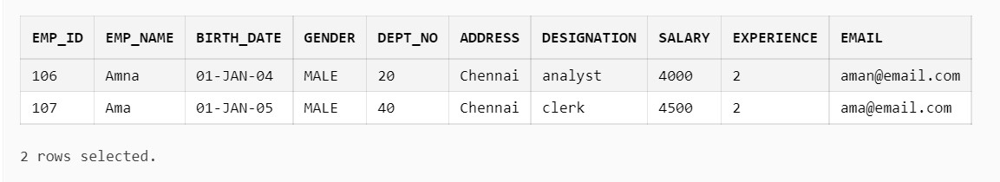 EMP_ID EMP_NAME BIRTH_DATE GENDER DEPT_NO ADDRESS DESIGNATION SALARY EXPERIENCE EMAIL
106 Amna 01-JAN-04 MALE 20 Chennai analyst 4000 2 aman@email.com
107 Ama 01-JAN-05 MALE 40 Chennai clerk 4500 2 ama@email.com
2 rows selected.